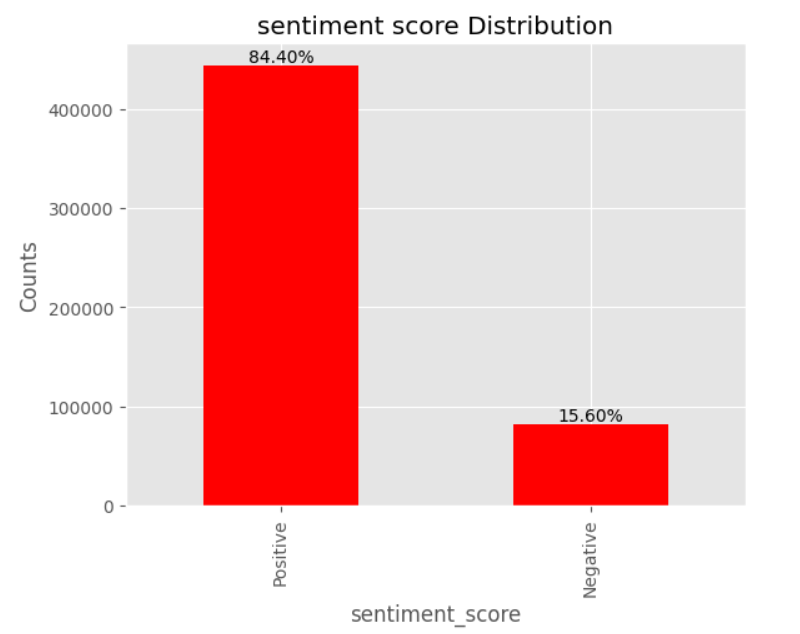 sentiment score Distribution
84.40%
400000
300000
Counts
200000
15.60%
100000
0
Positive
Negative
sentiment_score